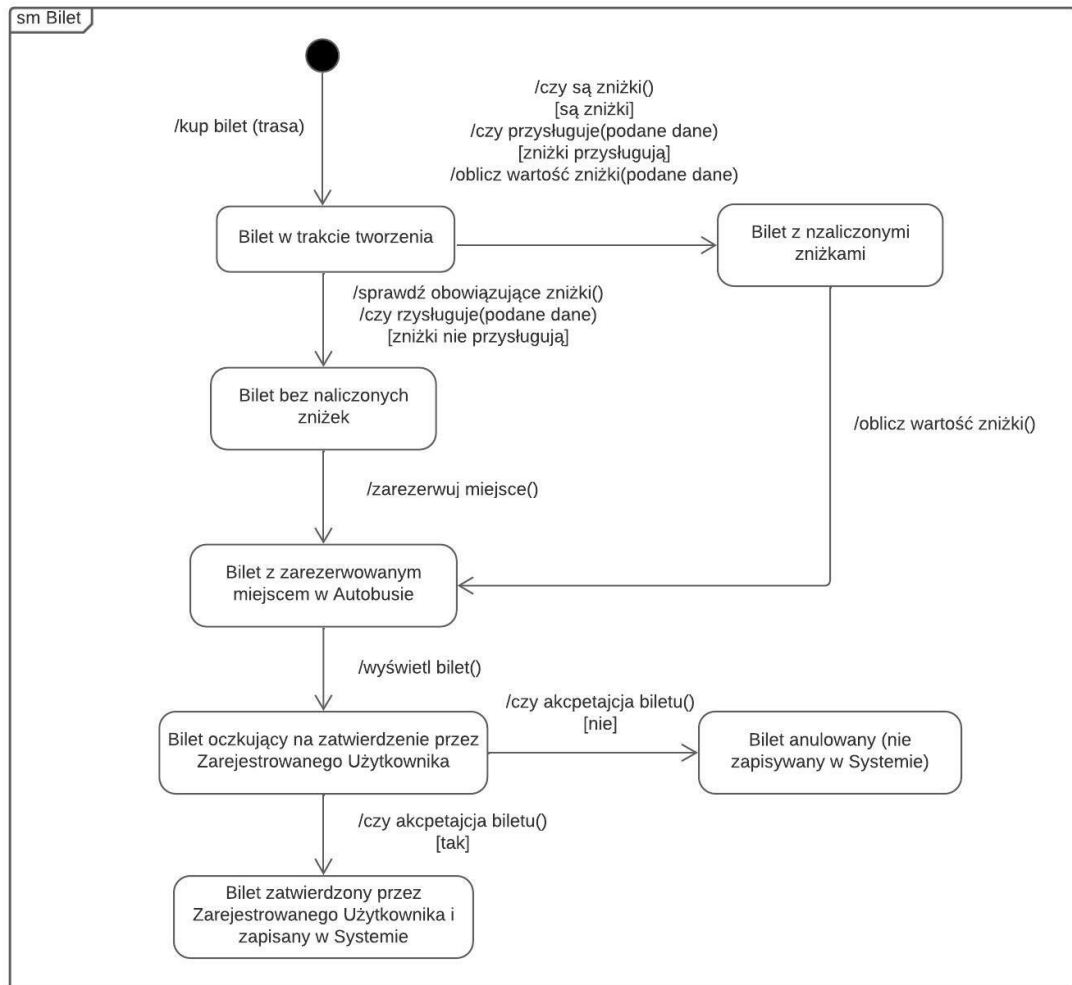 sm Bilet
/kup bilet (trasa)
/czy są zniżki()
[są zniżki]
/czy przysługuje(podane dane)
[zniżki przysługują]
/oblicz wartość zniżki(podane dane)
Bilet w trakcie tworzenia
Bilet z nzaliczonymi
zniżkami
/sprawdź obowiązujące zniżki()
/czy rzysługuje(podane dane)
[zniżki nie przysługują]
Bilet bez naliczonych
zniżek
/oblicz wartość zniżki()
/zarezerwuj miejsce()
Bilet z zarezerwowanym
miejscem w Autobusie
/wyświetl bilet()
/czy akcpetajcja biletu()
[nie]
Bilet oczkujący na zatwierdzenie przez
Zarejestrowanego Użytkownika
Bilet anulowany (nie
zapisywany w Systemie)
/czy akcpetajcja biletu()
[tak]
Bilet zatwierdzony przez
Zarejestrowanego Użytkownika i
zapisany w Systemie